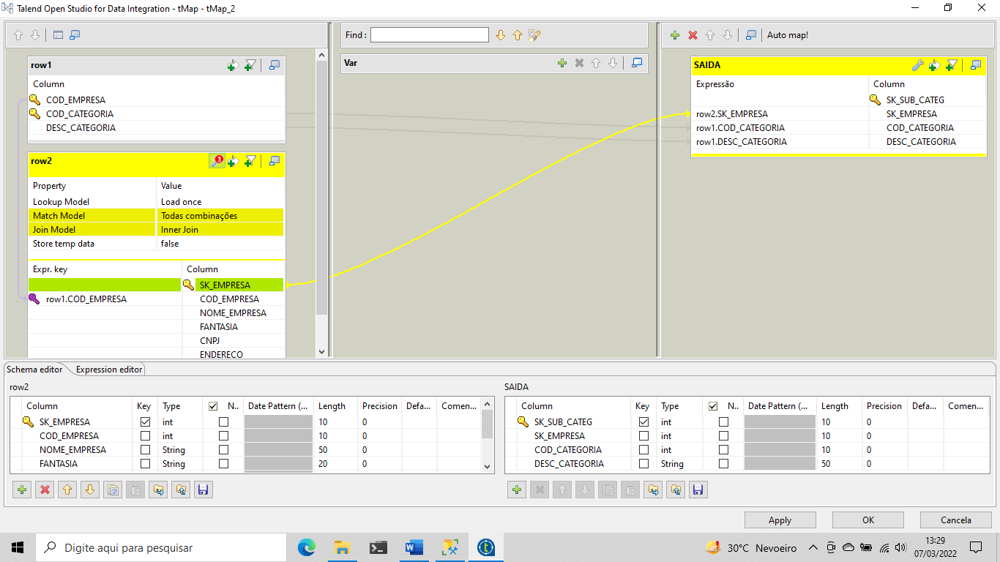 Talend Open Studio for Data Integration - tMap - tMap_2
Find :
Auto map!
row1
Column
COD_EMPRESA
COD_CATEGORIA
DESC_CATEGORIA
row2
3
Property Value
Lookup Model Load once
Match Model Todas combinações
Join Model Inner Join
Store temp data false
Expr. key Column
SK_EMPRESA
row1.COD_EMPRESA COD_EMPRESA
NOME_EMPRESA
FANTASIA
CNPJ
ENDERECO
Var
SAIDA
Expressão Column
SK_SUB_CATEG
row2.SK_EMPRESA SK_EMPRESA
row1.COD_CATEGORIA COD_CATEGORIA
row1.DESC_CATEGORIA DESC_CATEGORIA
Schema editor Expression editor
row2
Column Key Type N.. Date Pattern (... Length Precision Defa... Comen...
SK_EMPRESA int 10 0
COD_EMPRESA int 10 0
NOME_EMPRESA String 50 0
FANTASIA String 20 0
SAIDA
Column Key Type N.. Date Pattern (... Length Precision Defa... Comen...
SK_SUB_CATEG int 10 0
SK_EMPRESA int 10 0
COD_CATEGORIA int 10 0
DESC_CATEGORIA String 50 0
Apply OK Cancela
Digite aqui para pesquisar
30°C Nevoeiro
13:29
07/03/2022